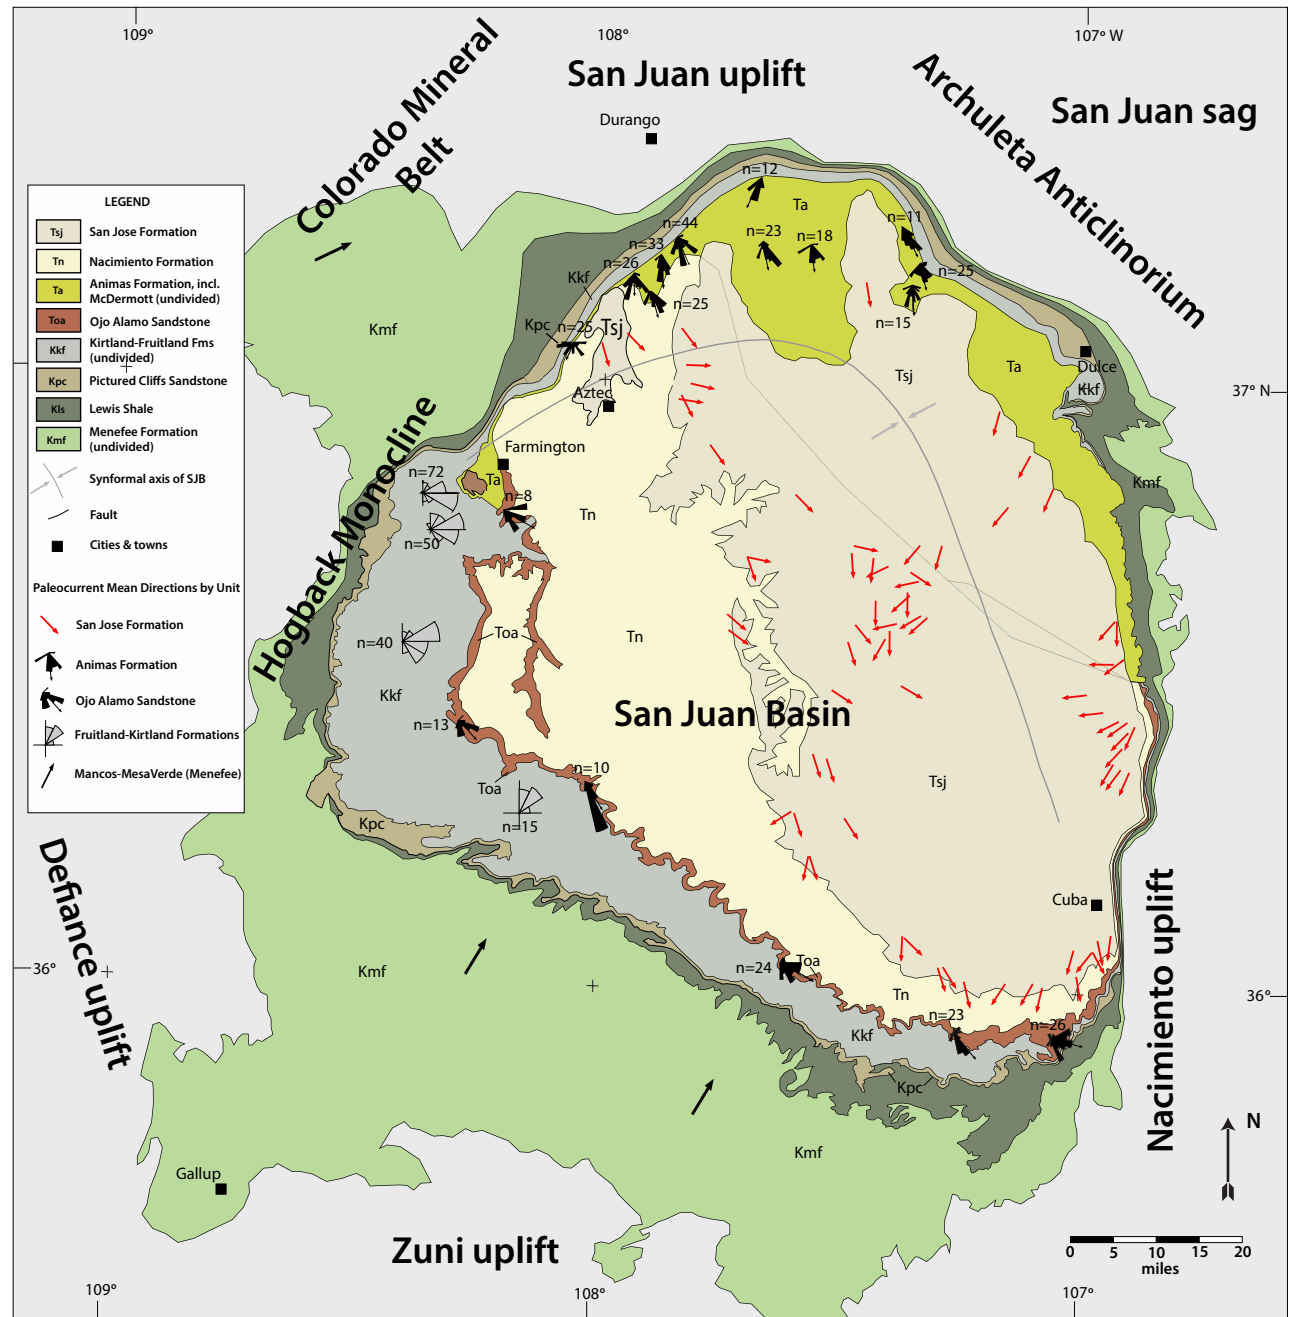 109°
108°
107° W
Colorado Mineral
Belt
San Juan uplift
Archuleta Anticlinorium
San Juan sag
Durango
LEGEND
Tsj San Jose Formation
Tn Nacimiento Formation
Ta Animas Formation, incl.
McDermott (undivided)
Toa Ojo Alamo Sandstone
Kkf Kirtland-Fruitland Fms
(undivided)
Kpc Pictured Cliffs Sandstone
Kls Lewis Shale
Kmf Menefee Formation
(undivided)
Synformal axis of SJB
Fault
Cities & towns
Paleocurrent Mean Directions by Unit
San Jose Formation
Animas Formation
Ojo Alamo Sandstone
Fruitland-Kirtland Formations
Mancos-MesaVerde (Menefee)
n=12
Ta
n=44
n=33
n=26
n=23
n=18
n=11
n=25
n=15
n=25
Kkf
Kpc
n=25
Tsj
Kmf
Aztec
Tsj
Ta
Dulce
Kkf
37° N
Hogback Monocline
Farmington
n=72
Ta
n=8
n=50
Tn
Kmf
n=40
Toa
Tn
Kkf
n=13
San Juan Basin
Toa
n=10
n=15
Kpc
Tsj
Defiance uplift
Cuba
Nacimiento uplift
36°
Kmf
n=24
Toa
Tn
n=23
n=26
36°
Kkf
Kpc
Kmf
N
Gallup
Zuni uplift
0 5 10 15 20
miles
109°
108°
107°